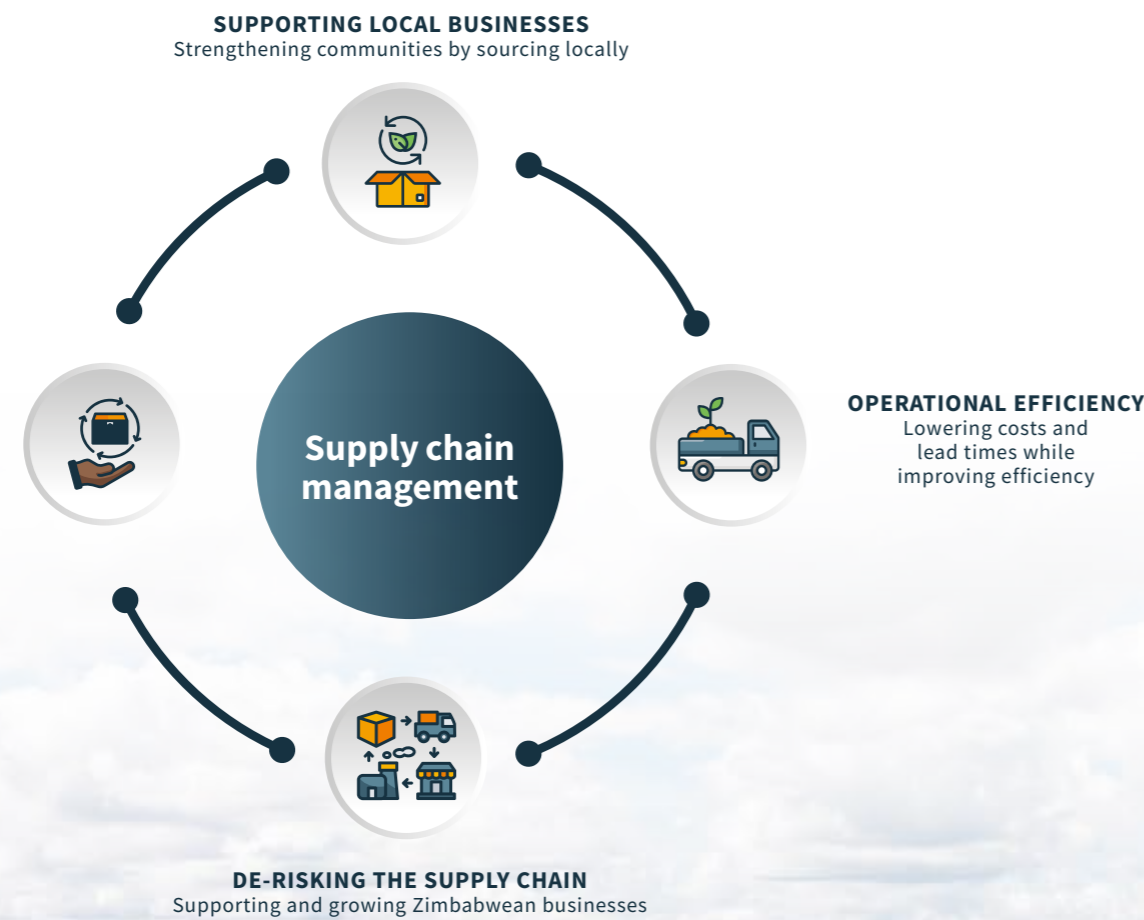 SUPPORTING LOCAL BUSINESSES
Strengthening communities by sourcing locally
Supply chain
management
OPERATIONAL EFFICIENCY
Lowering costs and
lead times while
improving efficiency
DE-RISKING THE SUPPLY CHAIN
Supporting and growing Zimbabwean businesses